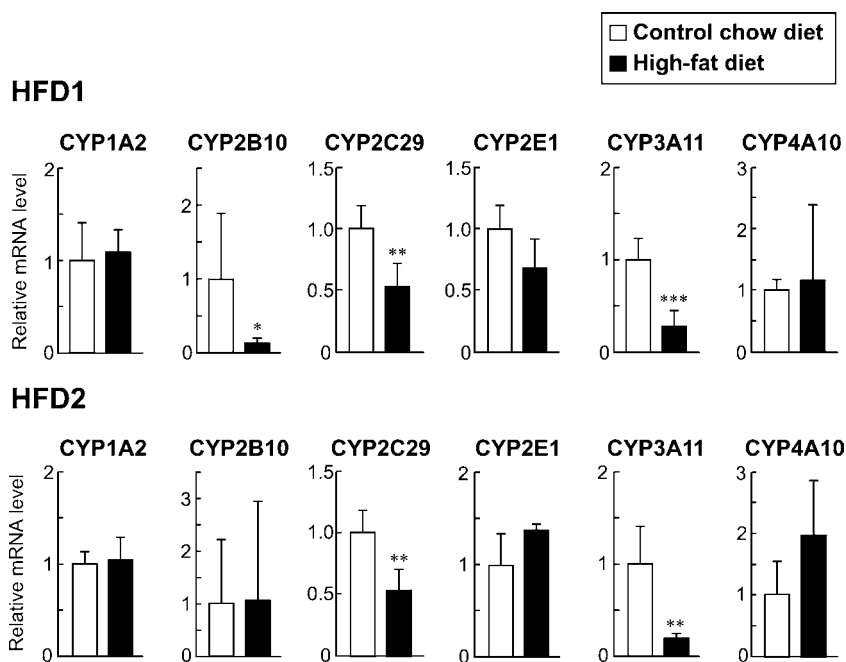 Control chow diet
High-fat diet
HFD1
CYP1A2 CYP2B10 CYP2C29 CYP2E1 CYP3A11 CYP4A10
Relative mRNA level
2 1 0
2 1 0 *
1.5 1.0 0.5 0 **
1.5 1.0 0.5 0
2 1 0 ***
3 2 1 0
HFD2
CYP1A2 CYP2B10 CYP2C29 CYP2E1 CYP3A11 CYP4A10
Relative mRNA level
2 1 0
3 2 1 0
1.5 1.0 0.5 0 **
2 1 0
2 1 0 **
3 2 1 0